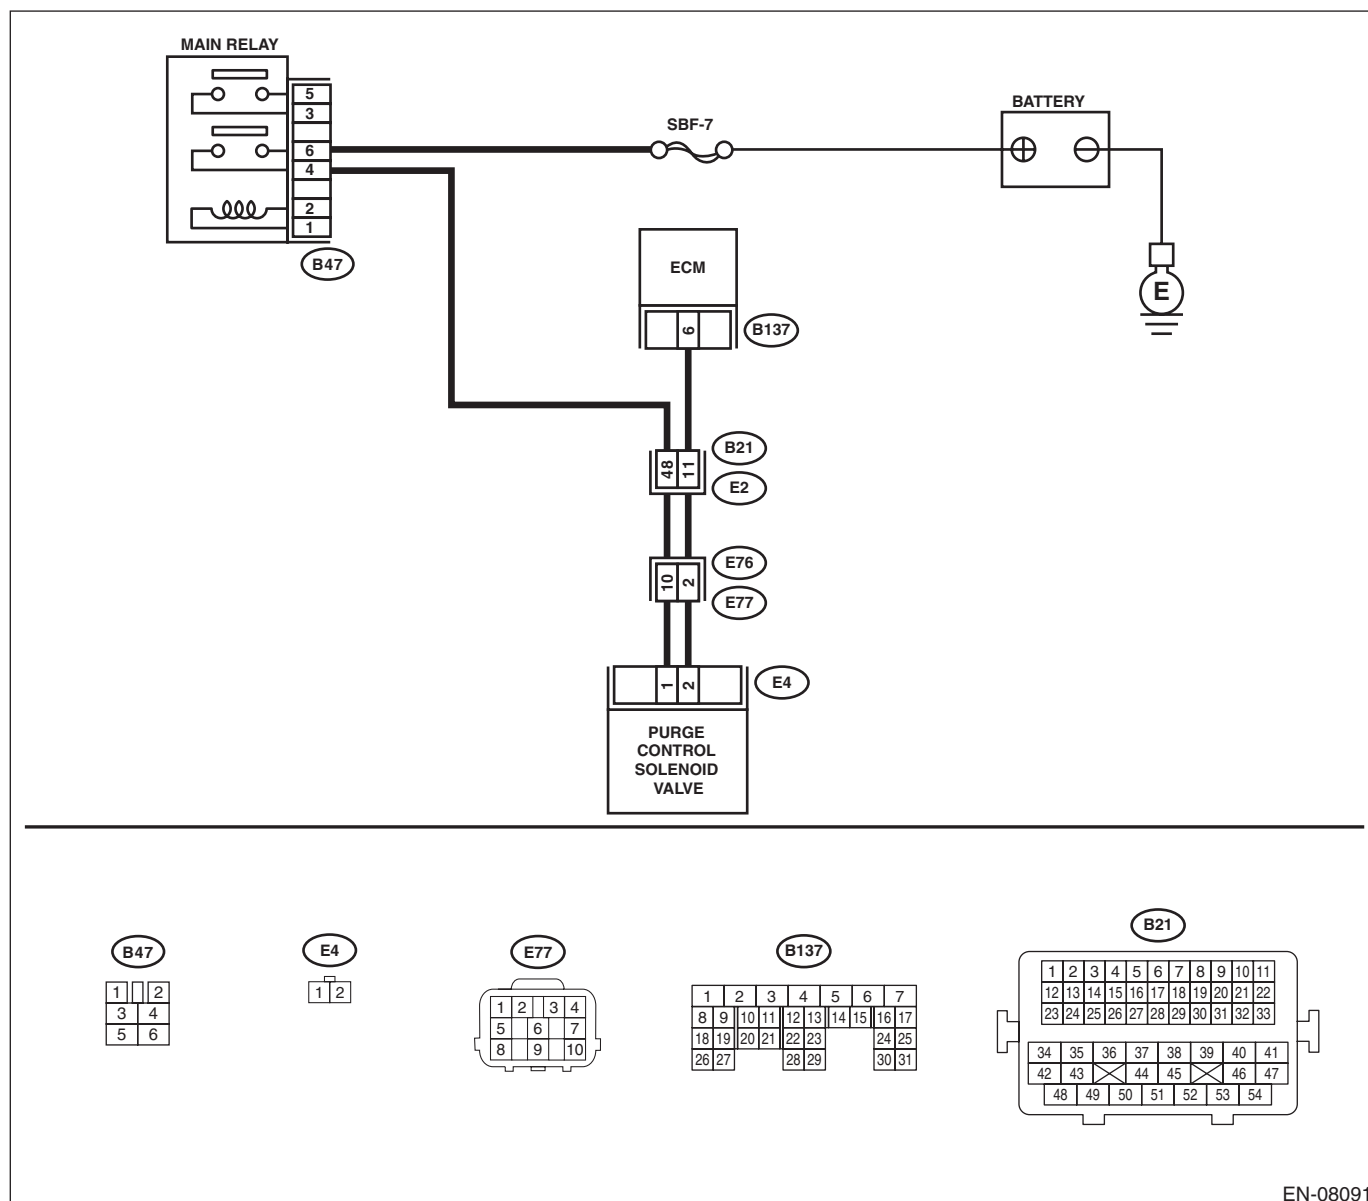 MAIN RELAY
5
3
6
4
2
1
B47
SBF-7
BATTERY
E
ECM
6
B137
48 11
B21
E2
10 2
E76
E77
1 2
E4
PURGE
CONTROL
SOLENOID
VALVE
B47
1 2
3 4
5 6
E4
1 2
E77
1 2 3 4
5 6 7
8 9 10
B137
1 2 3 4 5 6 7
8 9 10 11 12 13 14 15 16 17
18 19 20 21 22 23 24 25
26 27 28 29 30 31
B21
1 2 3 4 5 6 7 8 9 10 11
12 13 14 15 16 17 18 19 20 21 22
23 24 25 26 27 28 29 30 31 32 33
34 35 36 37 38 39 40 41
42 43 44 45 46 47
48 49 50 51 52 53 54
EN-08091